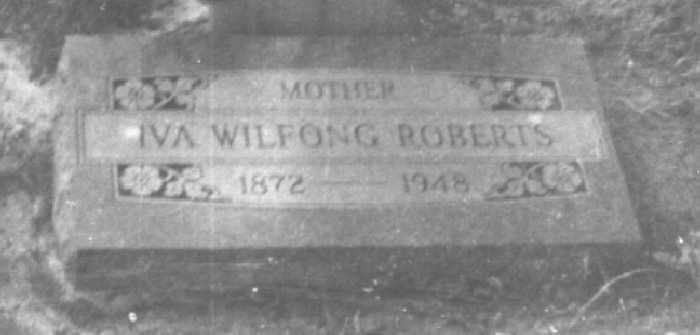 MOTHER
IVA WILFONG ROBERTS
1872 — 1948